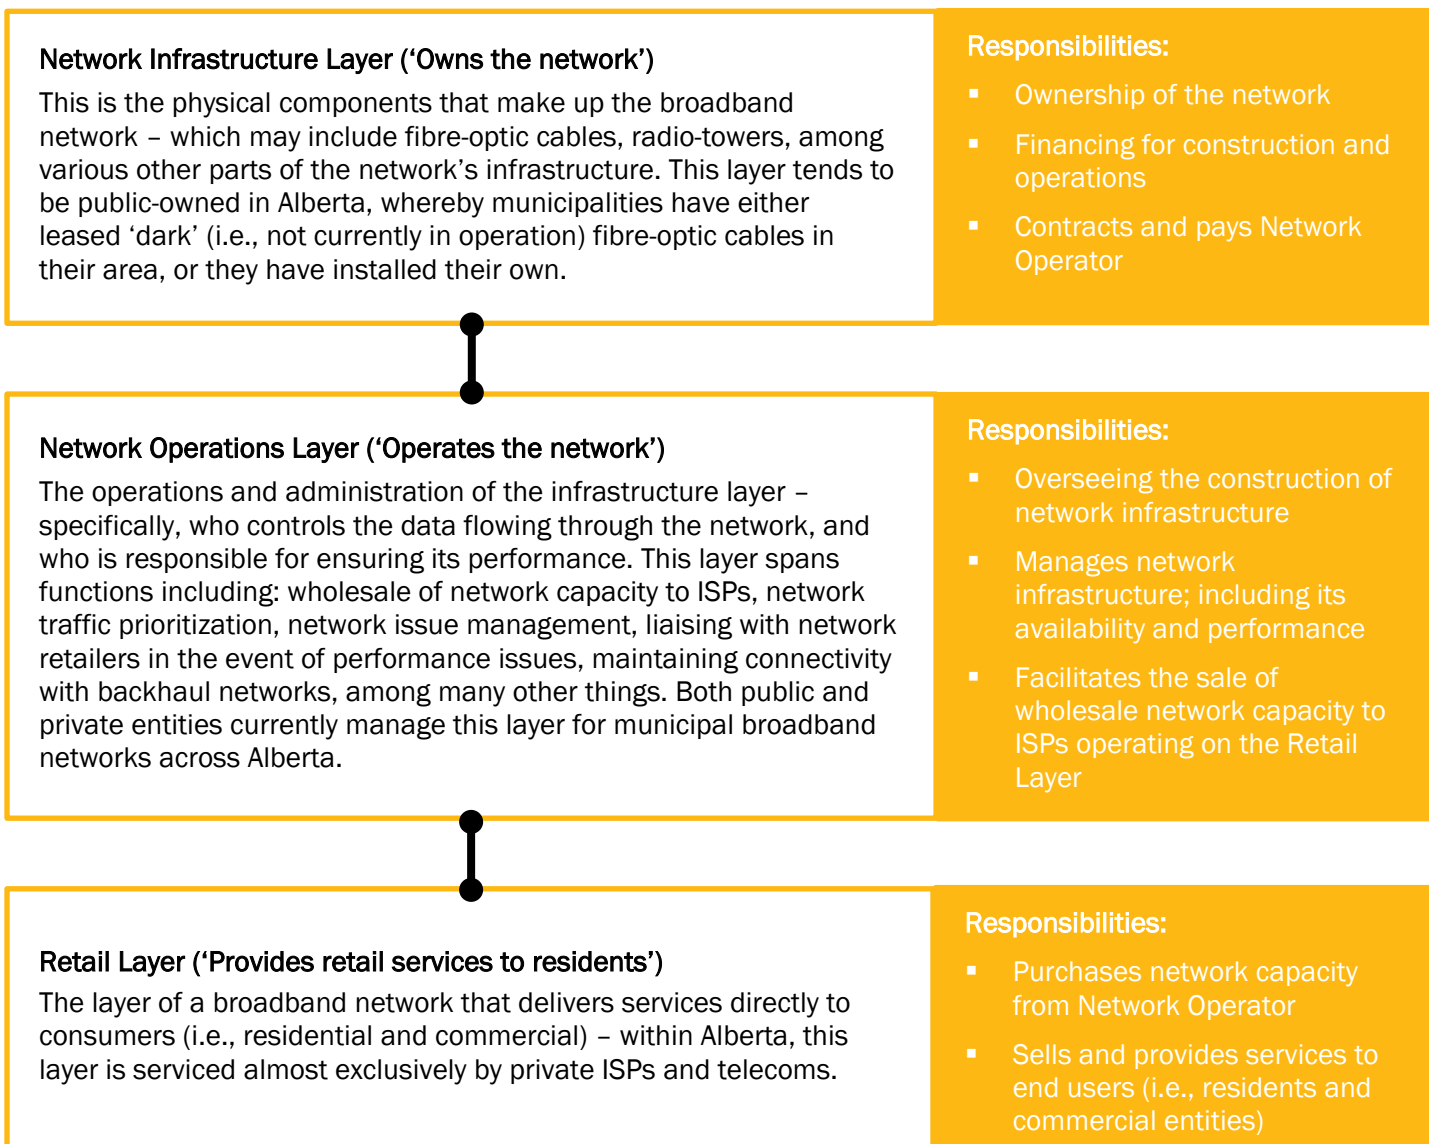 Network Infrastructure Layer (‘Owns the network’)
This is the physical components that make up the broadband
network – which may include fibre-optic cables, radio-towers, among
various other parts of the network’s infrastructure. This layer tends to
be public-owned in Alberta, whereby municipalities have either
leased ‘dark’ (i.e., not currently in operation) fibre-optic cables in
their area, or they have installed their own.
Responsibilities:
▪ Ownership of the network
▪ Financing for construction and
operations
▪ Contracts and pays Network
Operator
Network Operations Layer (‘Operates the network’)
The operations and administration of the infrastructure layer –
specifically, who controls the data flowing through the network, and
who is responsible for ensuring its performance. This layer spans
functions including: wholesale of network capacity to ISPs, network
traffic prioritization, network issue management, liaising with network
retailers in the event of performance issues, maintaining connectivity
with backhaul networks, among many other things. Both public and
private entities currently manage this layer for municipal broadband
networks across Alberta.
Responsibilities:
▪ Overseeing the construction of
network infrastructure
▪ Manages network
infrastructure; including its
availability and performance
▪ Facilitates the sale of
wholesale network capacity to
ISPs operating on the Retail
Layer
Retail Layer (‘Provides retail services to residents’)
The layer of a broadband network that delivers services directly to
consumers (i.e., residential and commercial) – within Alberta, this
layer is serviced almost exclusively by private ISPs and telecoms.
Responsibilities:
▪ Purchases network capacity
from Network Operator
▪ Sells and provides services to
end users (i.e., residents and
commercial entities)